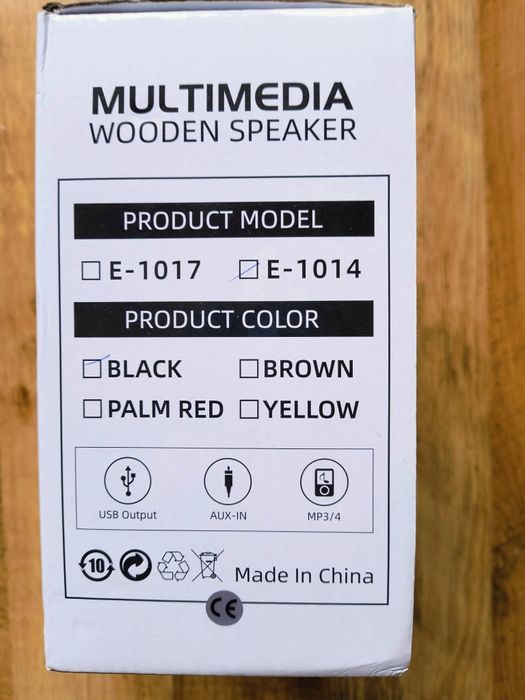 MULTIMEDIA
WOODEN SPEAKER
PRODUCT MODEL
E-1017 E-1014
PRODUCT COLOR
BLACK BROWN
PALM RED YELLOW
USB Output AUX-IN MP3/4
10 Made In China
CE